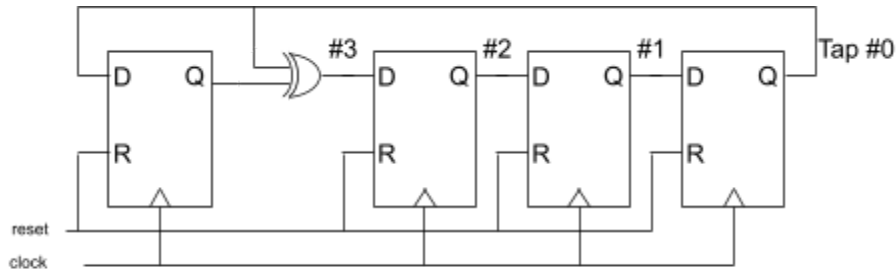 #3 #2 #1 Tap #0
D Q D Q D Q D Q
R R R R
reset
clock